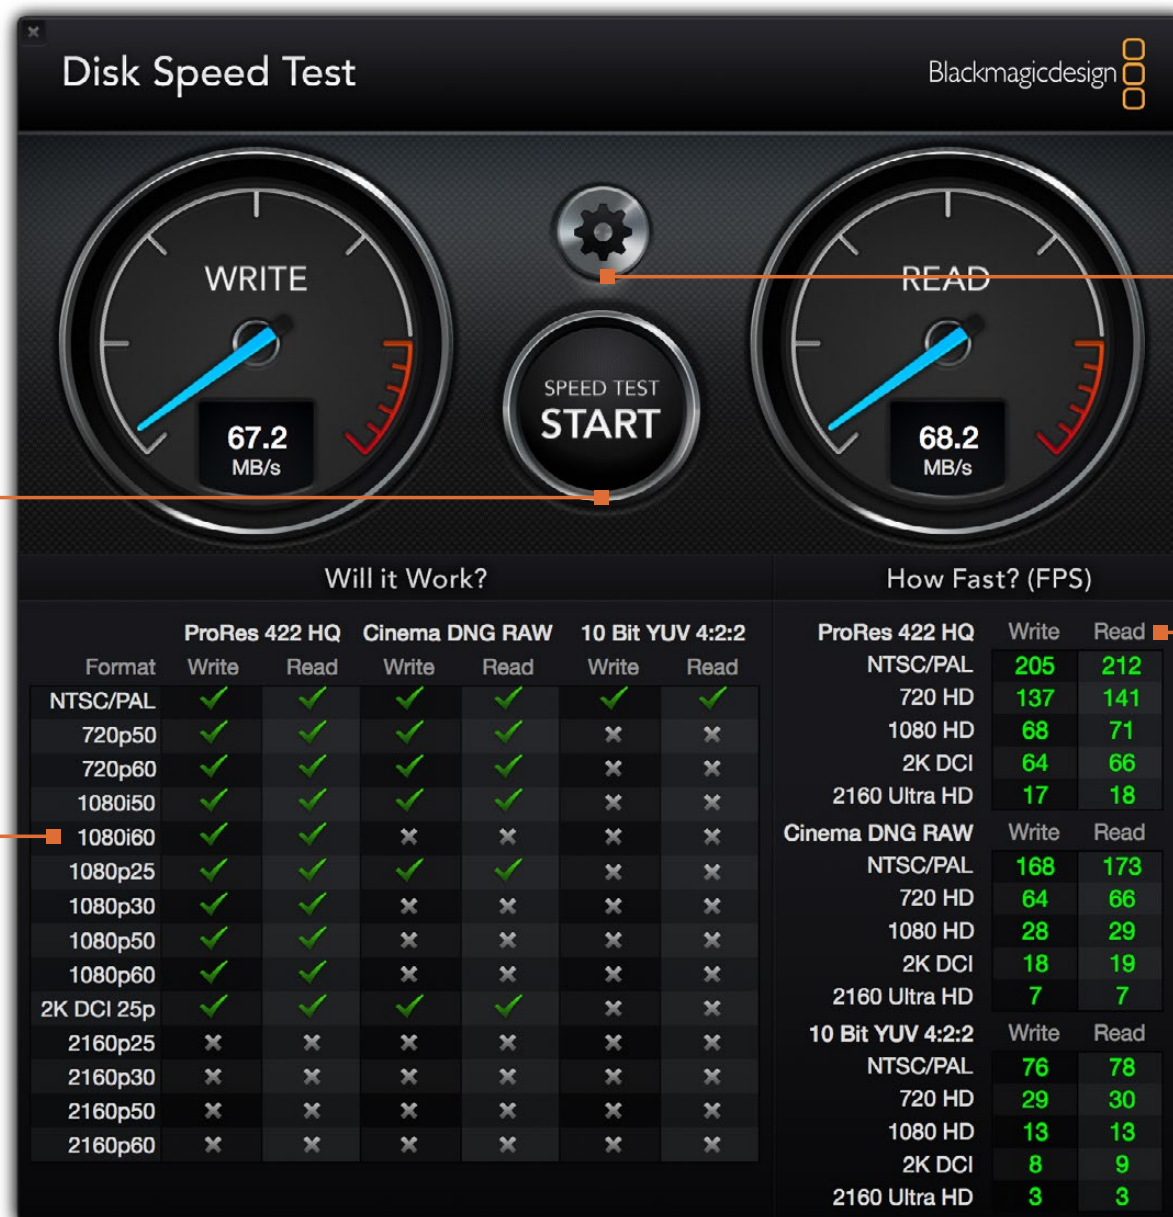 Disk Speed Test
Blackmagicdesign
WRITE
READ
SPEED TEST
START
67.2
MB/s
68.2
MB/s
Will it Work?
ProRes 422 HQ Cinema DNG RAW 10 Bit YUV 4:2:2
Format Write Read Write Read Write Read
NTSC/PAL
720p50
720p60
1080i50
1080i60
1080p25
1080p30
1080p50
1080p60
2K DCI 25p
2160p25
2160p30
2160p50
2160p60
How Fast? (FPS)
ProRes 422 HQ Write Read
NTSC/PAL 205 212
720 HD 137 141
1080 HD 68 71
2K DCI 64 66
2160 Ultra HD 17 18
Cinema DNG RAW Write Read
NTSC/PAL 168 173
720 HD 64 66
1080 HD 28 29
2K DCI 18 19
2160 Ultra HD 7 7
10 Bit YUV 4:2:2 Write Read
NTSC/PAL 76 78
720 HD 29 30
1080 HD 13 13
2K DCI 8 9
2160 Ultra HD 3 3